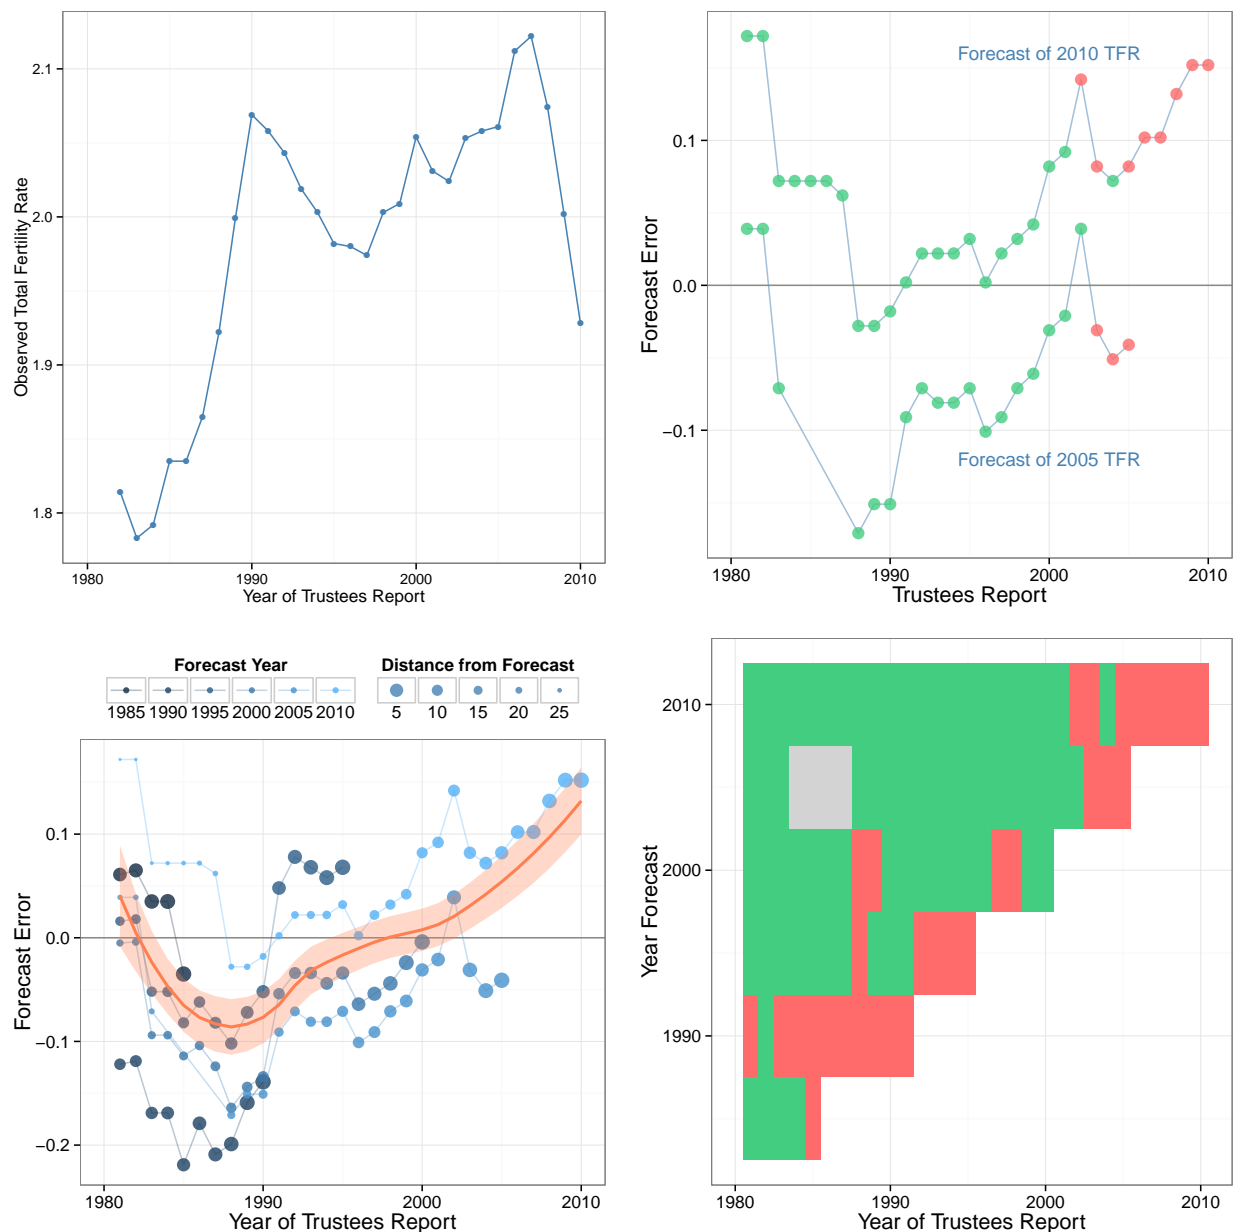 2.1
2.0
1.9
1.8
Observed Total Fertility Rate
1980 1990 2000 2010
Year of Trustees Report
Forecast of 2010 TFR
0.1
0.0
−0.1
Forecast Error
Forecast of 2005 TFR
1980 1990 2000 2010
Trustees Report
Forecast Year
1985 1990 1995 2000 2005 2010
Distance from Forecast
5 10 15 20 25
0.1
0.0
−0.1
−0.2
Forecast Error
1980 1990 2000 2010
Year of Trustees Report
2010
2000
1990
Year Forecast
1980 1990 2000 2010
Year of Trustees Report